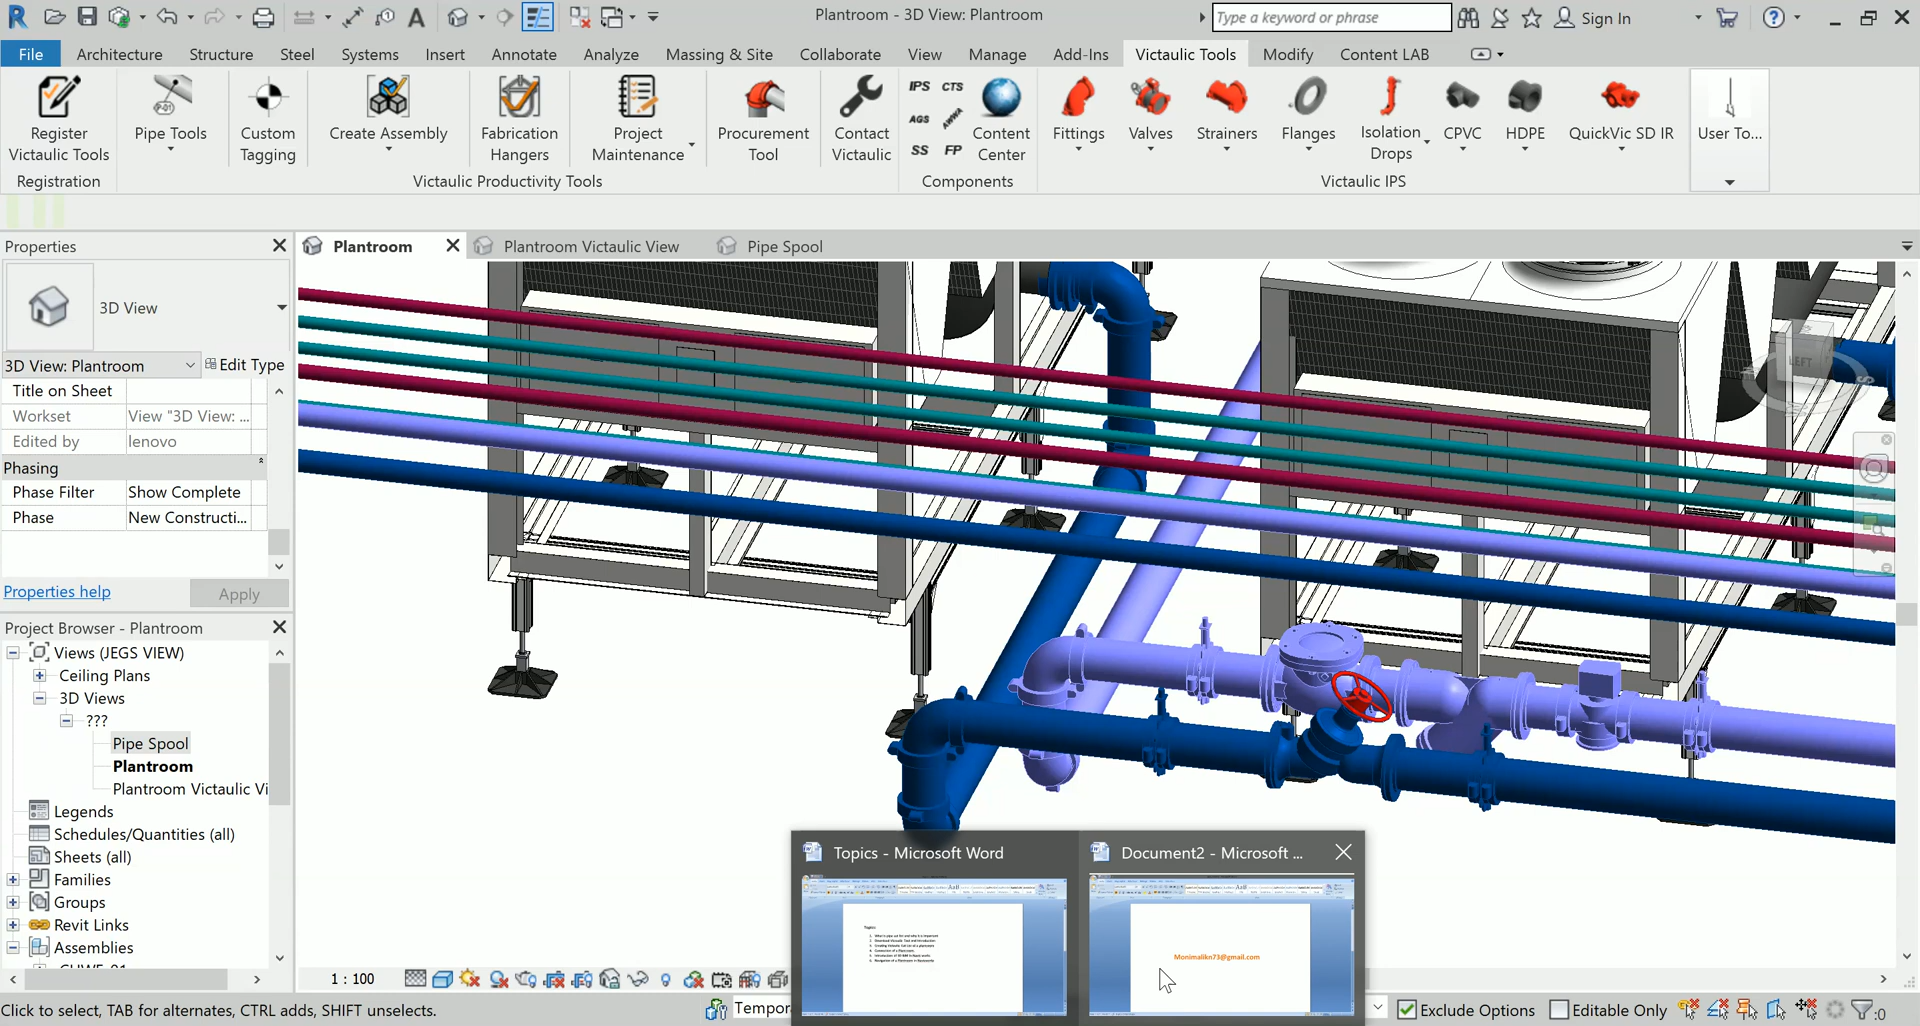 Plantroom - 3D View: Plantroom
Type a keyword or phrase
Sign In
File
Architecture
Structure
Steel
Systems
Insert
Annotate
Analyze
Massing & Site
Collaborate
View
Manage
Add-Ins
Victaulic Tools
Modify
Content LAB
Register
Victaulic Tools
Pipe Tools
Custom
Tagging
Create Assembly
Fabrication
Hangers
Project
Maintenance
Procurement
Tool
Contact
Victaulic
IPS
CTS
AGS
AWWA
SS
FP
Content
Center
Fittings
Valves
Strainers
Flanges
Isolation
Drops
CPVC
HDPE
QuickVic SD IR
User To...
Registration
Victaulic Productivity Tools
Components
Victaulic IPS
Properties
Plantroom
Plantroom Victaulic View
Pipe Spool
3D View
3D View: Plantroom
Edit Type
Title on Sheet
Workset View "3D View: ...
Edited by lenovo
Phasing
Phase Filter Show Complete
Phase New Constructi...
Properties help
Apply
LEFT
Project Browser - Plantroom
Views (JEGS VIEW)
Ceiling Plans
3D Views
???
Pipe Spool
Plantroom
Plantroom Victaulic Vi
Legends
Schedules/Quantities (all)
Sheets (all)
Families
Groups
Revit Links
Assemblies
Topics - Microsoft Word
Document2 - Microsoft ...
Topics
Monimalikn73@gmail.com
1 : 100
Click to select, TAB for alternates, CTRL adds, SHIFT unselects.
Tempor
Exclude Options
Editable Only
:0